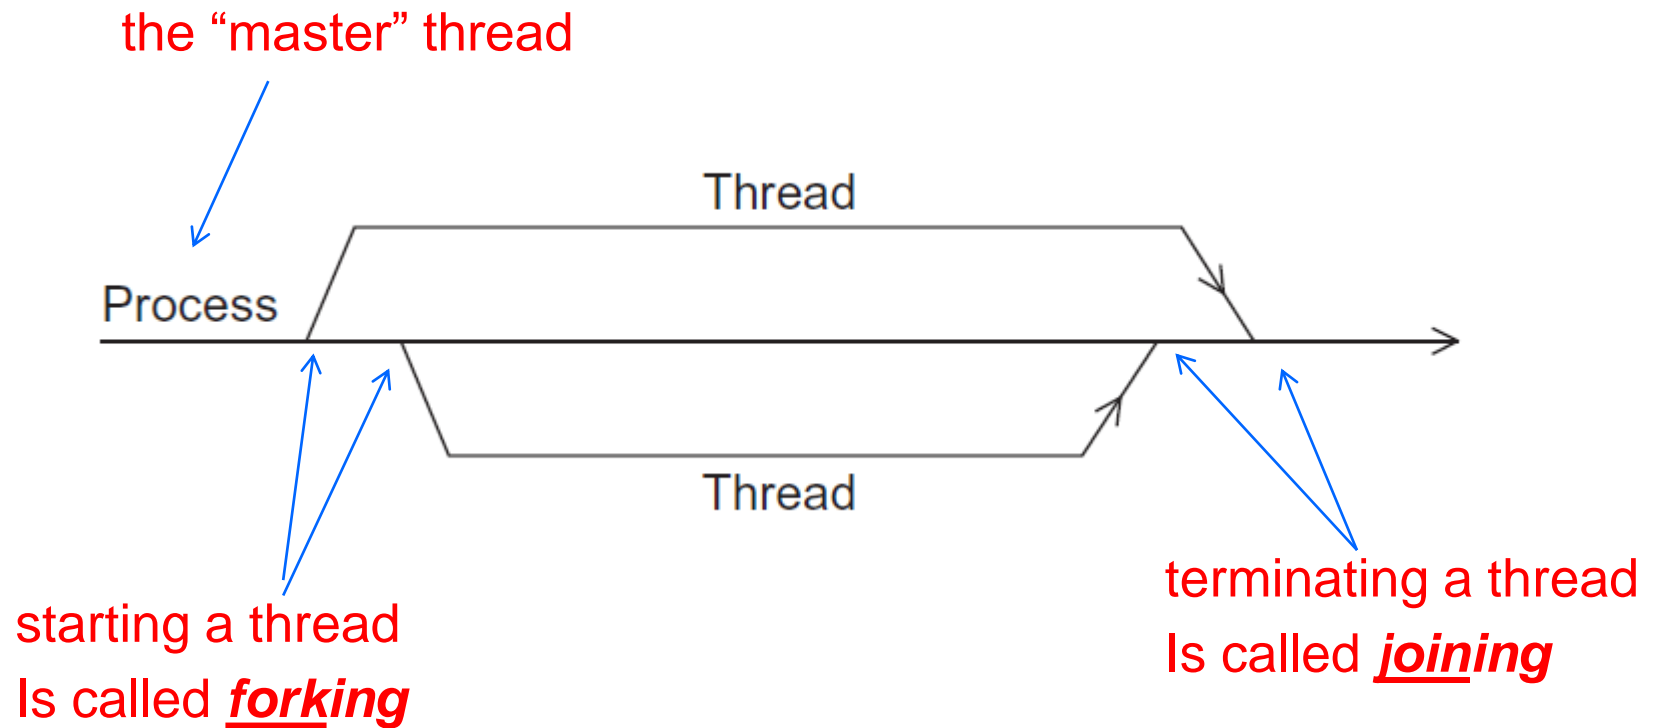 the “master” thread
Thread
Process
Thread
starting a thread
Is called forking
terminating a thread
Is called joining